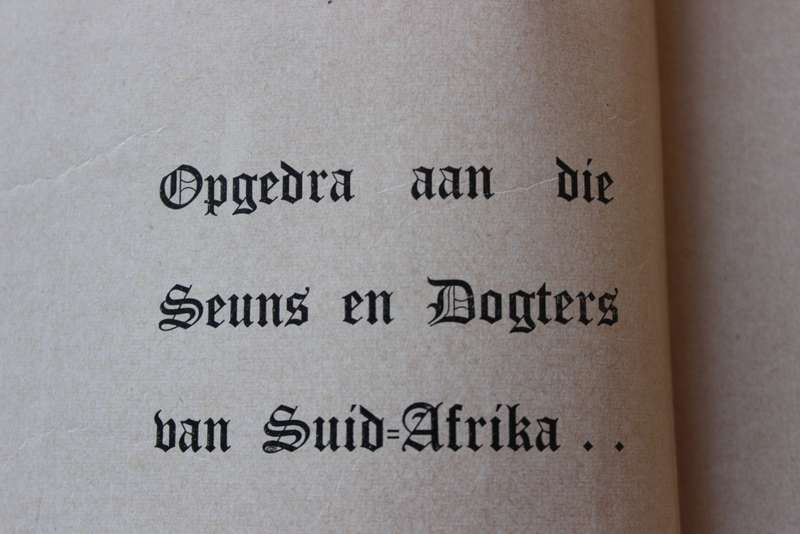 Opgedra aan die
Seuns en Dogters
van Suid=Afrika . .